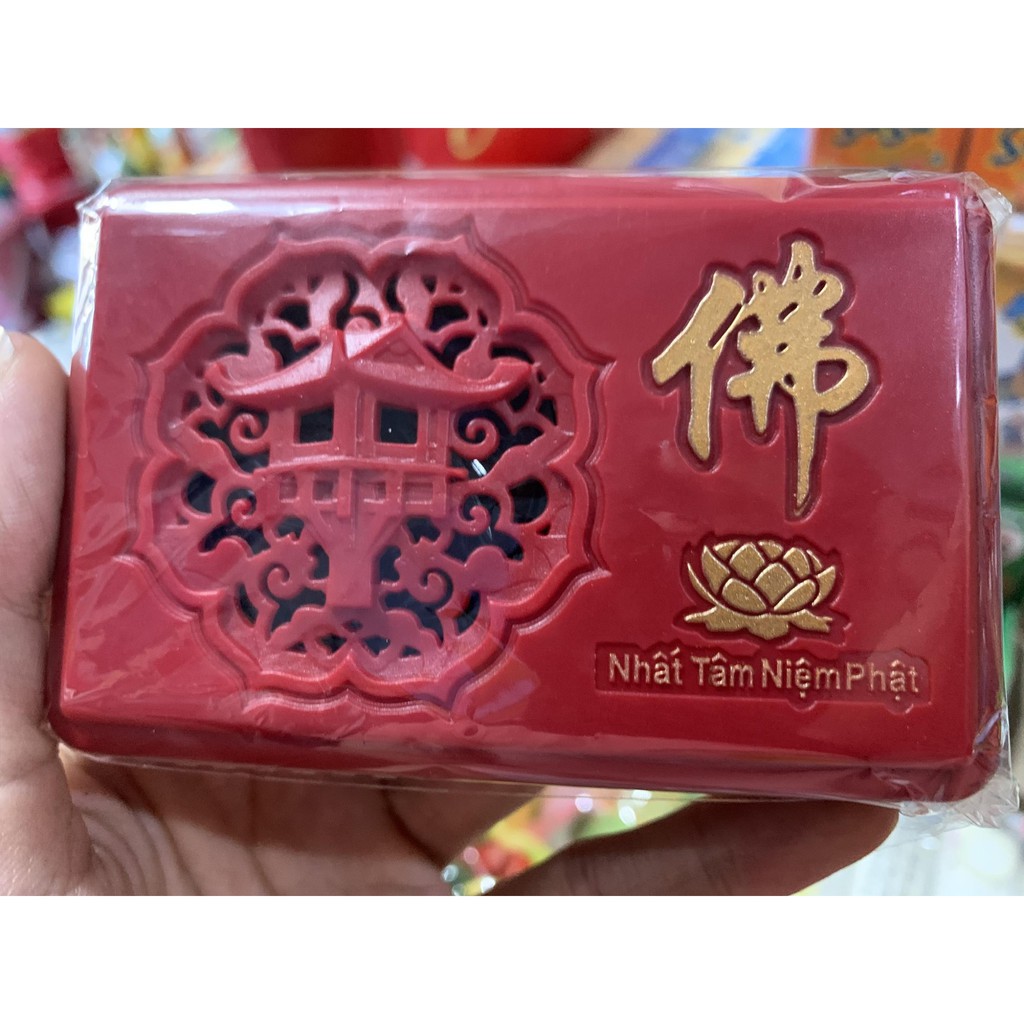 佛
Nhất Tâm Niệm Phật